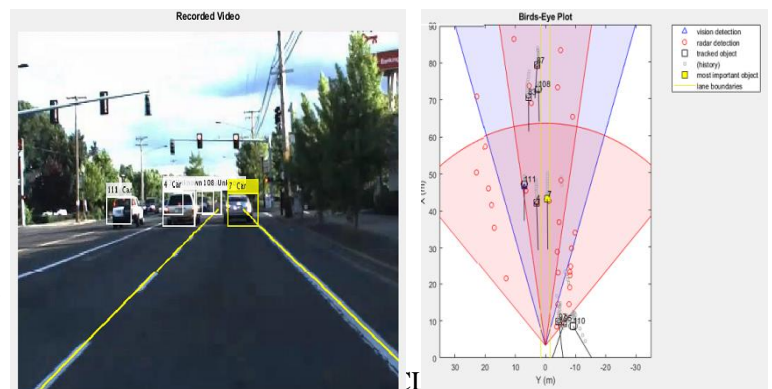 Recorded Video
111 Car
4 Car
108 Un
7 Car
Birds-Eye Plot
90
80
70
60
50
40
30
20
10
0
X (m)
30
20
10
0
-10
-20
-30
Y (m)
108
111
7
110
vision detection
radar detection
tracked object
(history)
most important object
lane boundaries